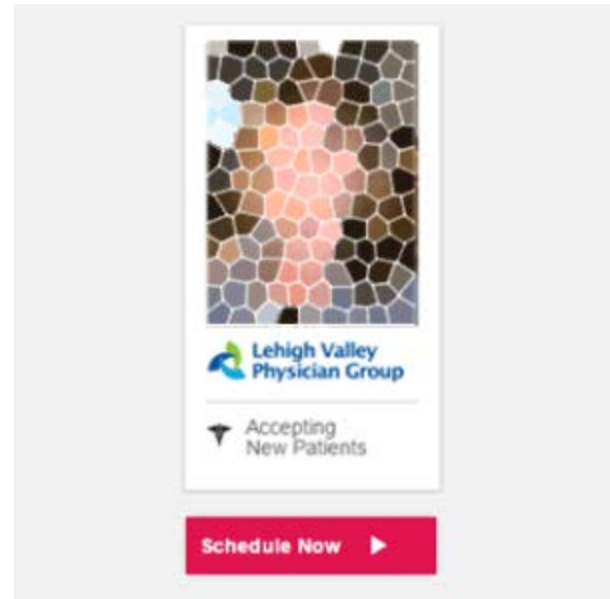 Lehigh Valley
Physician Group
Accepting
New Patients
Schedule Now